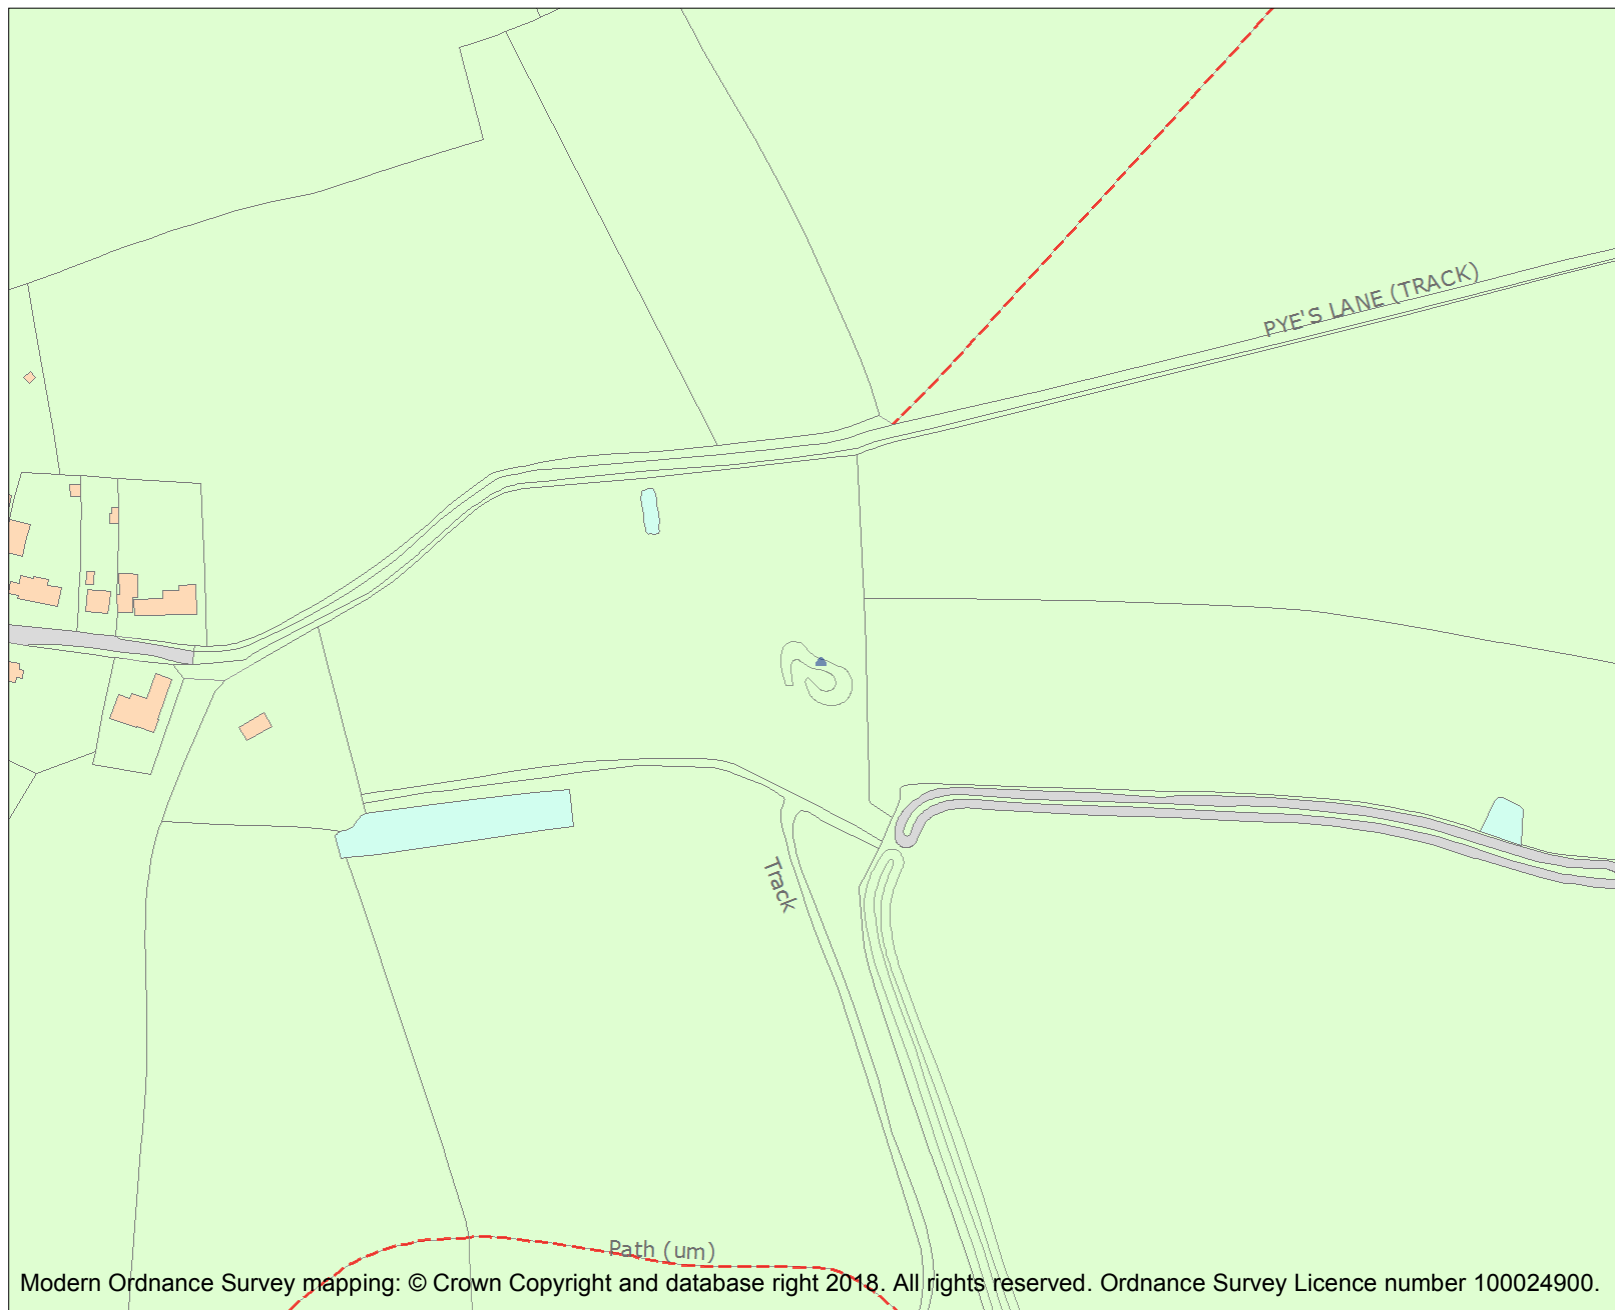 PYE'S LANE (TRACK)
Track
Path (um)
Modern Ordnance Survey mapping: © Crown Copyright and database right 2018. All rights reserved. Ordnance Survey Licence number 100024900.